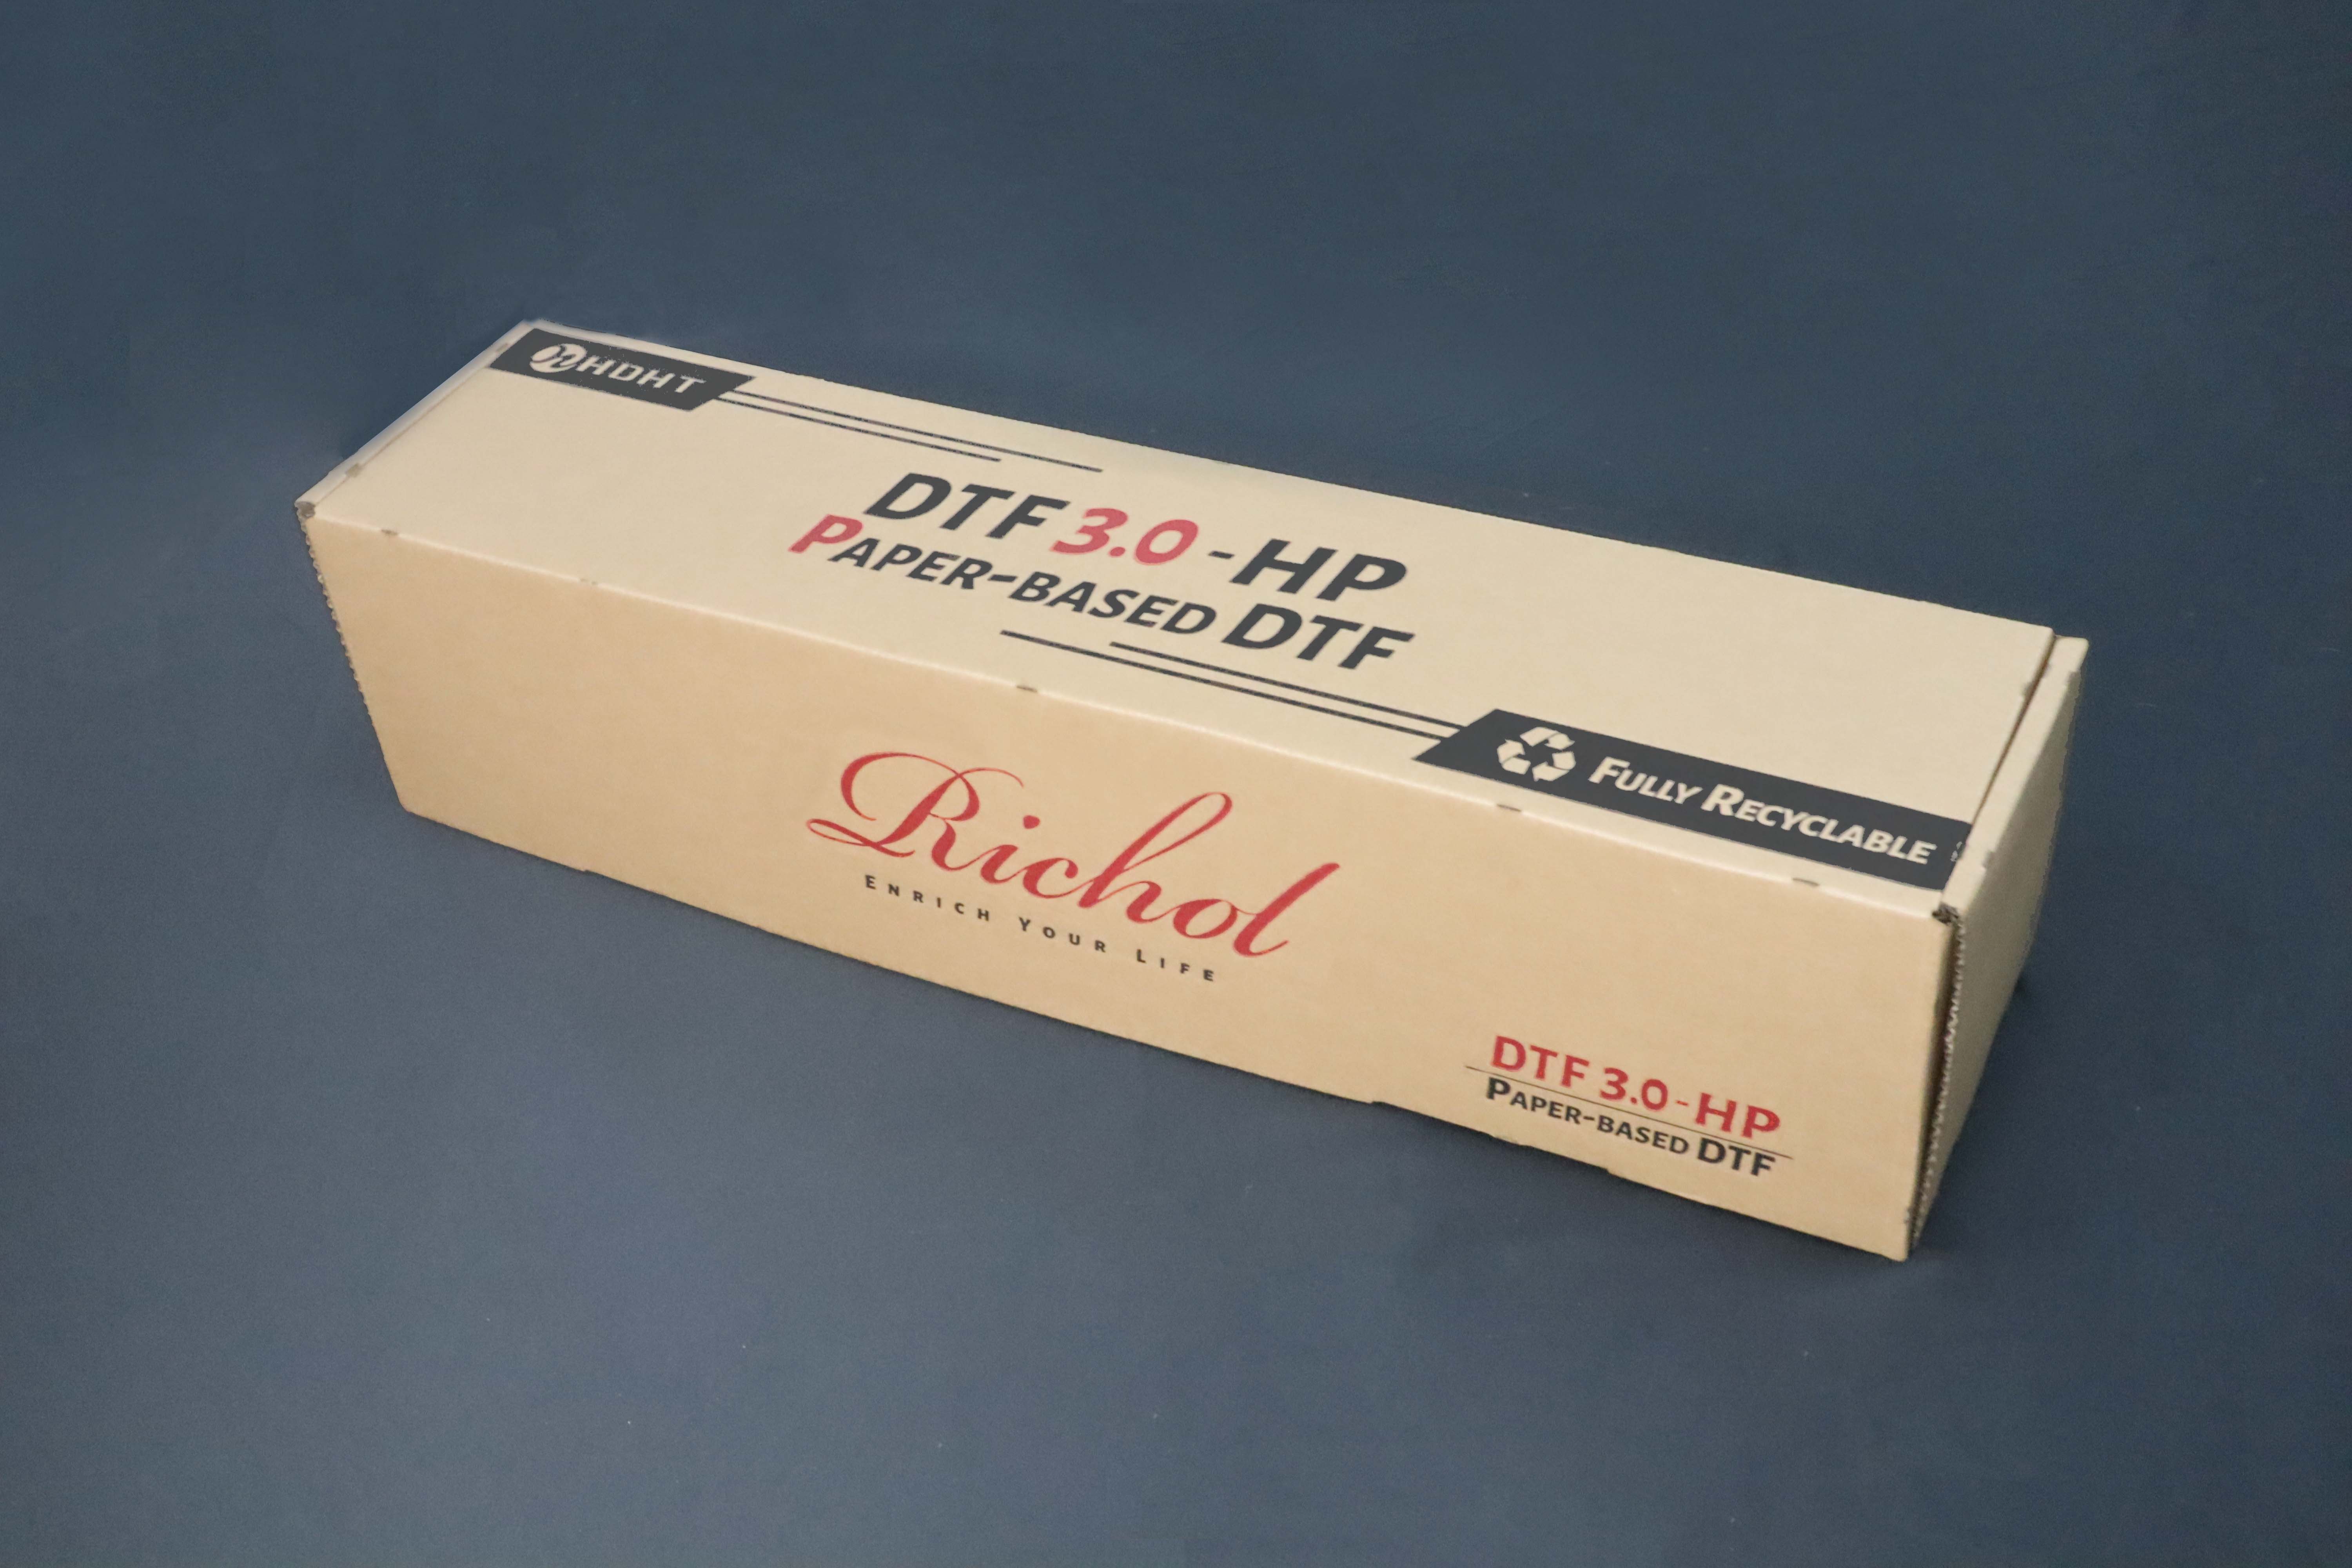 HDHT
DTF 3.0 -HP
PAPER-BASED DTF
FULLY RECYCLABLE
Richol
ENRICH YOUR LIFE
DTF 3.0-HP
PAPER-BASED DTF